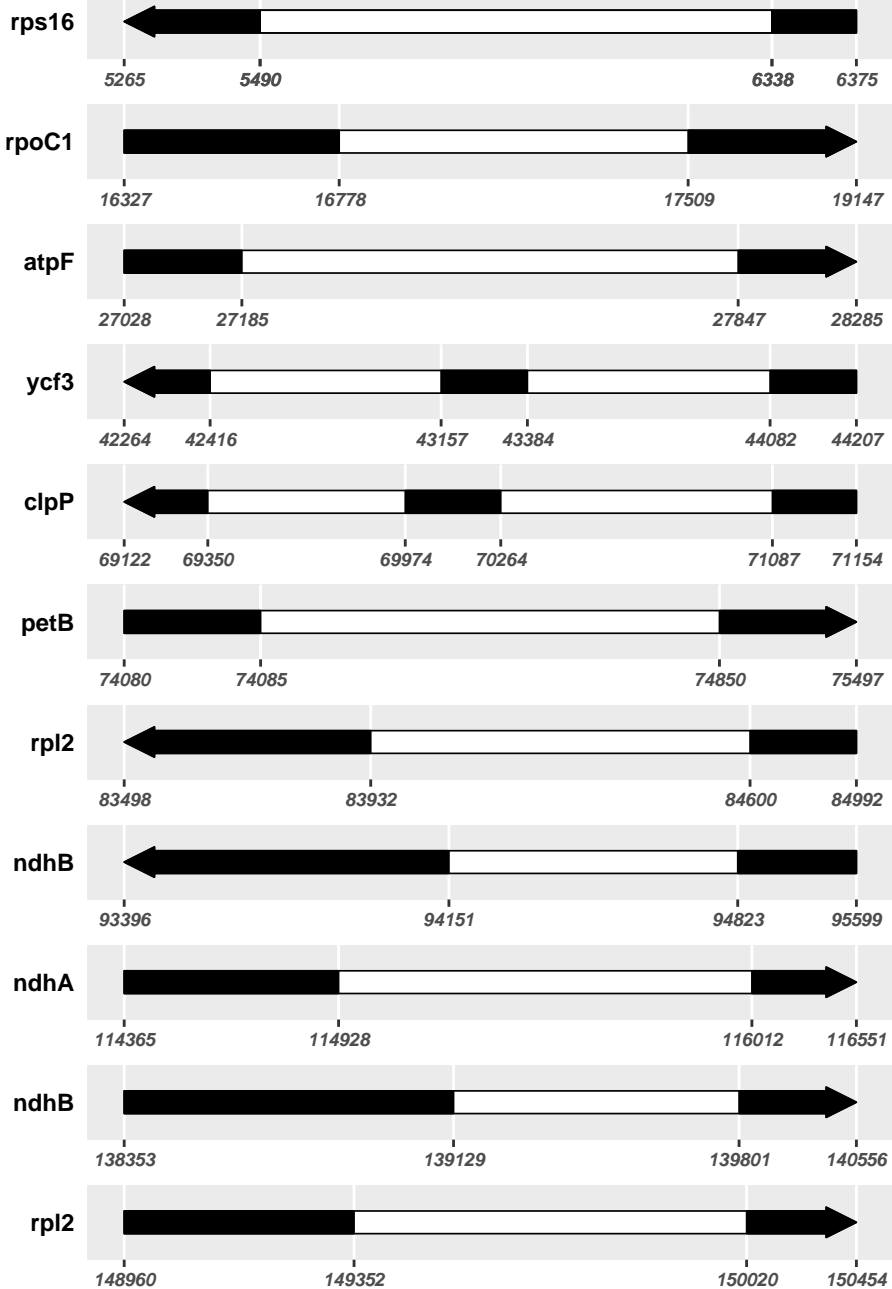 rps16
5265 5490 6338 6375
rpoC1
16327 16778 17509 19147
atpF
27028 27185 27847 28285
ycf3
42264 42416 43157 43384 44082 44207
clpP
69122 69350 69974 70264 71087 71154
petB
74080 74085 74850 75497
rpl2
83498 83932 84600 84992
ndhB
93396 94151 94823 95599
ndhA
114365 114928 116012 116551
ndhB
138353 139129 139801 140556
rpl2
148960 149352 150020 150454